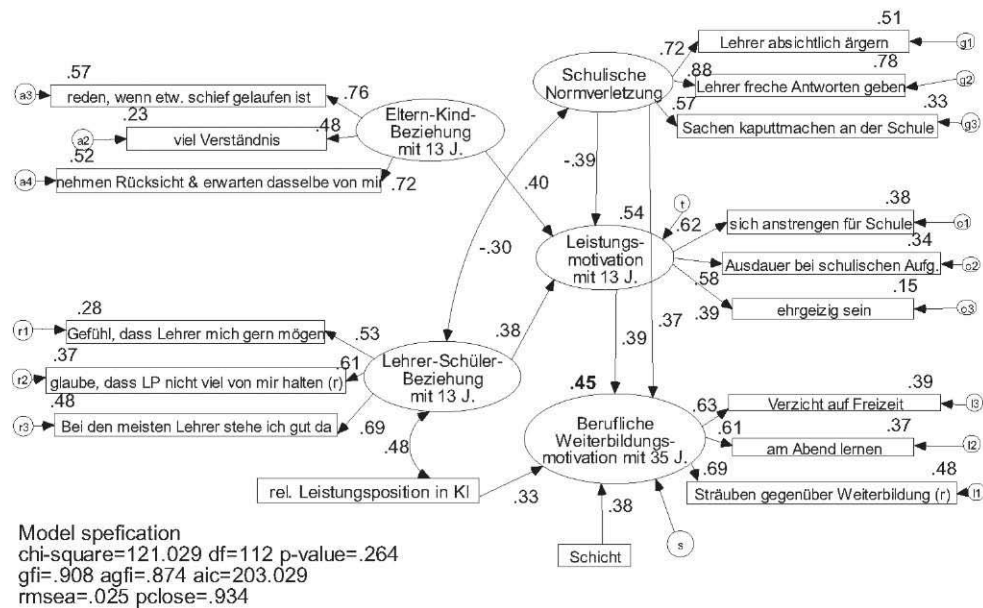 .51
Lehrer absichtlich ärgern
g1
.72
.78
Schulische
Normverletzung
.88
Lehrer freche Antworten geben
g2
.57
.33
Sachen kaputtmachen an der Schule
g3
.57
a3
reden, wenn etw. schief gelaufen ist
.76
.23
a2
viel Verständnis
.48
.52
a4
nehmen Rücksicht & erwarten dasselbe von mir
.72
Eltern-Kind-
Beziehung
mit 13 J.
.40
-.39
-.30
.54
t
.62
.38
sich anstrengen für Schule
o1
.34
Leistungs-
motivation
mit 13 J.
Ausdauer bei schulischen Aufg.
o2
.58
.15
.39
ehrgeizig sein
o3
.28
r1
Gefühl, dass Lehrer mich gern mögen
.53
.37
r2
glaube, dass LP nicht viel von mir halten (r)
.61
.48
r3
Bei den meisten Lehrer stehe ich gut da
.69
Lehrer-Schüler-
Beziehung
mit 13 J.
.38
.39
.37
.48
rel. Leistungsposition in Kl
.33
.45
Berufliche
Weiterbildungs-
motivation mit 35 J.
.63
.39
Verzicht auf Freizeit
l3
.61
.37
am Abend lernen
l2
.69
.48
Sträuben gegenüber Weiterbildung (r)
l1
.38
Schicht
s
Model spefication
chi-square=121.029 df=112 p-value=.264
gfi=.908 agfi=.874 aic=203.029
rmsea=.025 pclose=.934